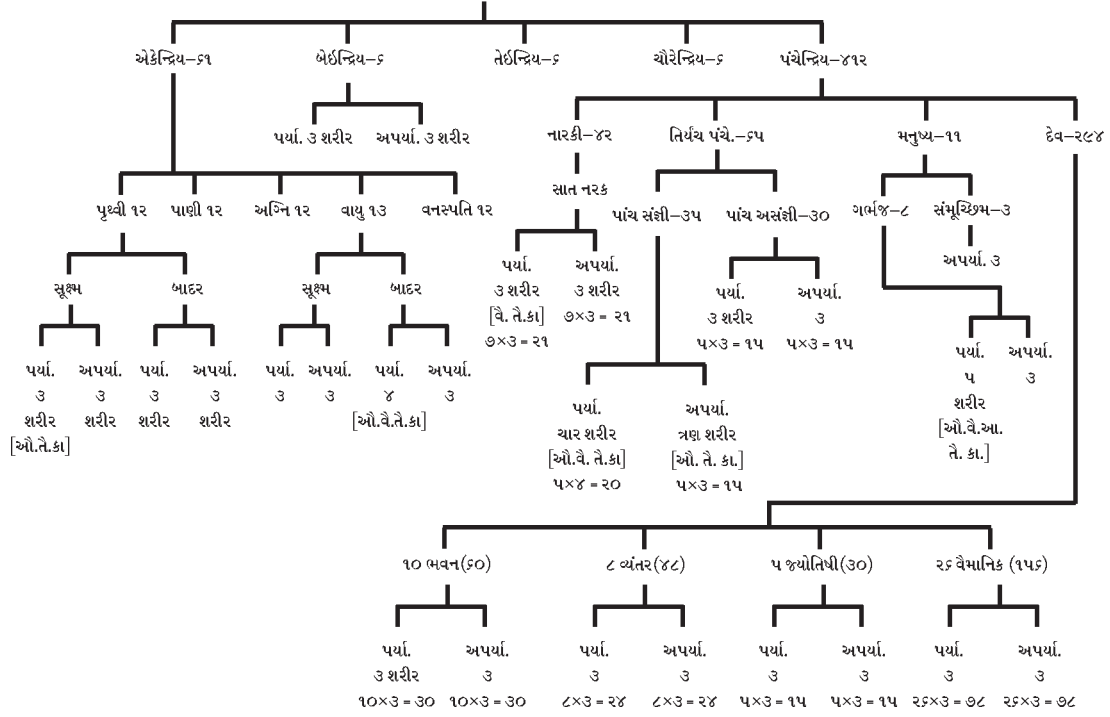 એકેન્દ્રિય–૬૧ બેઇન્દ્રિય–૬ તેઇન્દ્રિય–૬ ચૌરેન્દ્રિય–૬ પંચેન્દ્રિય–૪૧૨
પર્યા. ૩ શરીર અપર્યા. ૩ શરીર
નારકી–૪૨ તિર્યંચ પંચે.–૬૫ મનુષ્ય–૧૧ દેવ–૨૯૪
સાત નરક
પૃથ્વી ૧૨ પાણી ૧૨ અગ્નિ ૧૨ વાયુ ૧૩ વનસ્પતિ ૧૨
પાંચ સંજ્ઞી–૩૫ પાંચ અસંજ્ઞી–૩૦
ગર્ભજ–૮ સંમૂર્ચ્છિમ–૩
અપર્યા. ૩
સૂક્ષ્મ બાદર સૂક્ષ્મ બાદર
પર્યા. અપર્યા.
૩ શરીર ૩ શરીર
[વૈ. તૈ.કા]
૭×૩ = ૨૧ ૭×૩ = ૨૧
પર્યા. અપર્યા.
૩ શરીર ૩
૫×૩ = ૧૫ ૫×૩ = ૧૫
પર્યા. અપર્યા. પર્યા. અપર્યા. પર્યા. અપર્યા. પર્યા. અપર્યા.
૩ ૩ ૩ ૩ ૩ ૩ ૪ ૩
શરીર શરીર શરીર શરીર [ઔ.વૈ.તૈ.કા]
[ઔ.તૈ.કા]
પર્યા. અપર્યા.
૫ ૩
શરીર
[ઔ.વૈ.આ.
તૈ. કા.]
પર્યા. અપર્યા.
ચાર શરીર ત્રણ શરીર
[ઔ.વૈ. તૈ.કા] [ઔ. તૈ. કા.]
૫×૪ = ૨૦ ૫×૩ = ૧૫
૧૦ ભવન(૬૦) ૮ વ્યંતર(૪૮) ૫ જ્યોતિષી(૩૦) ૨૬ વૈમાનિક (૧૫૬)
પર્યા. અપર્યા. પર્યા. અપર્યા. પર્યા. અપર્યા. પર્યા. અપર્યા.
૩ શરીર ૩ ૩ ૩ ૩ ૩ ૩ ૩
૧૦×૩ = ૩૦ ૧૦×૩ = ૩૦ ૮×૩ = ૨૪ ૮×૩ = ૨૪ ૫×૩ = ૧૫ ૫×૩ = ૧૫ ૨૬×૩ = ૭૮ ૨૬×૩ = ૭૮